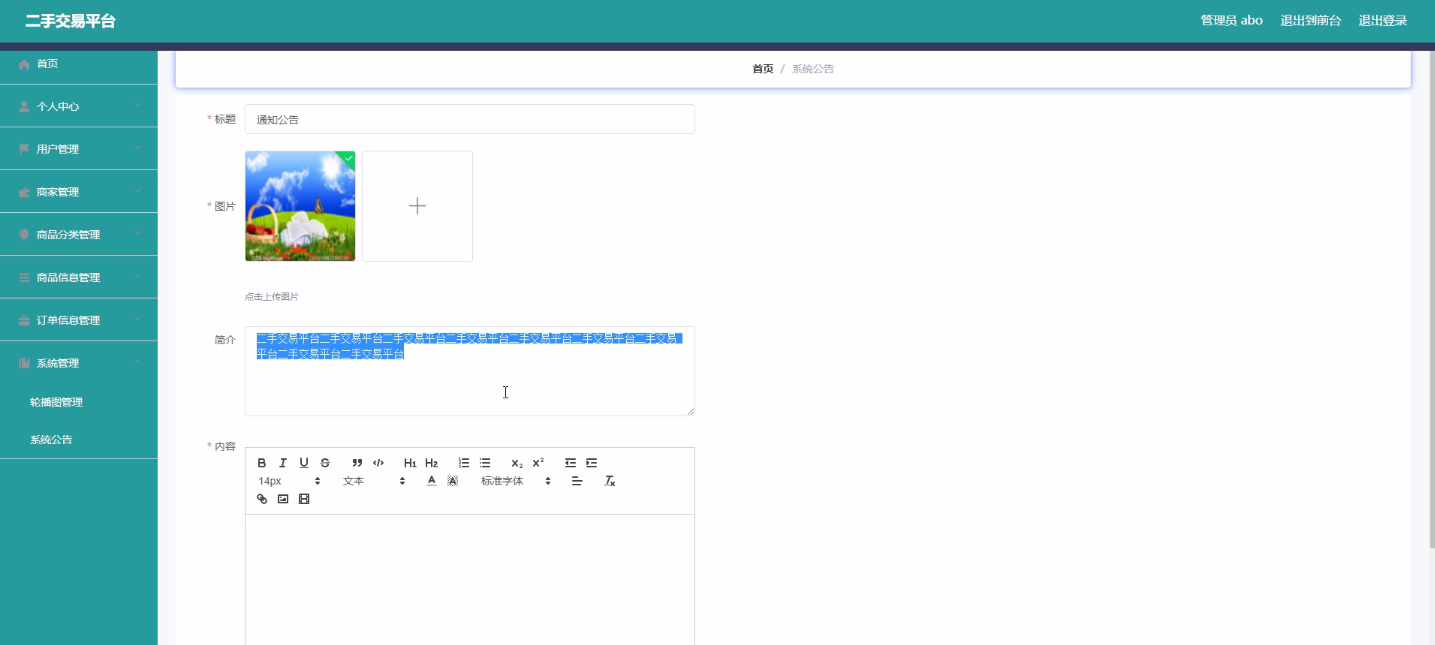 二手交易平台
管理员 abo 退出到前台 退出登录
首页
个人中心
用户管理
商家管理
商品分类管理
商品信息管理
订单信息管理
系统管理
轮播图管理
系统公告
首页 / 系统公告
* 标题 通知公告
* 图片
点击上传图片
简介 二手交易平台二手交易平台二手交易平台二手交易平台二手交易平台二手交易平台二手交易
平台二手交易平台二手交易平台
* 内容
B I U S H1 H2 X2 X2
14px 文本 A A 标准字体 Tx